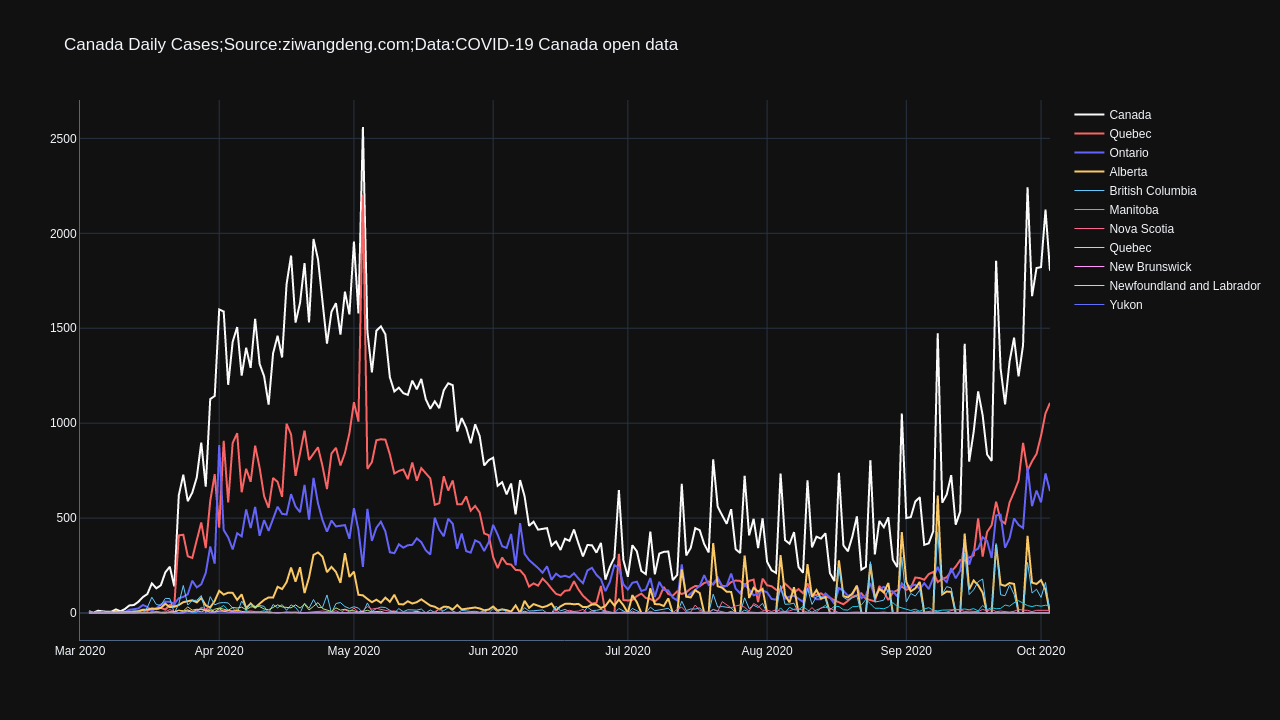 Canada Daily Cases;Source:ziwangdeng.com;Data:COVID-19 Canada open data
2500
2000
1500
1000
500
0
Mar 2020
Apr 2020
May 2020
Jun 2020
Jul 2020
Aug 2020
Sep 2020
Oct 2020
Canada
Quebec
Ontario
Alberta
British Columbia
Manitoba
Nova Scotia
Quebec
New Brunswick
Newfoundland and Labrador
Yukon